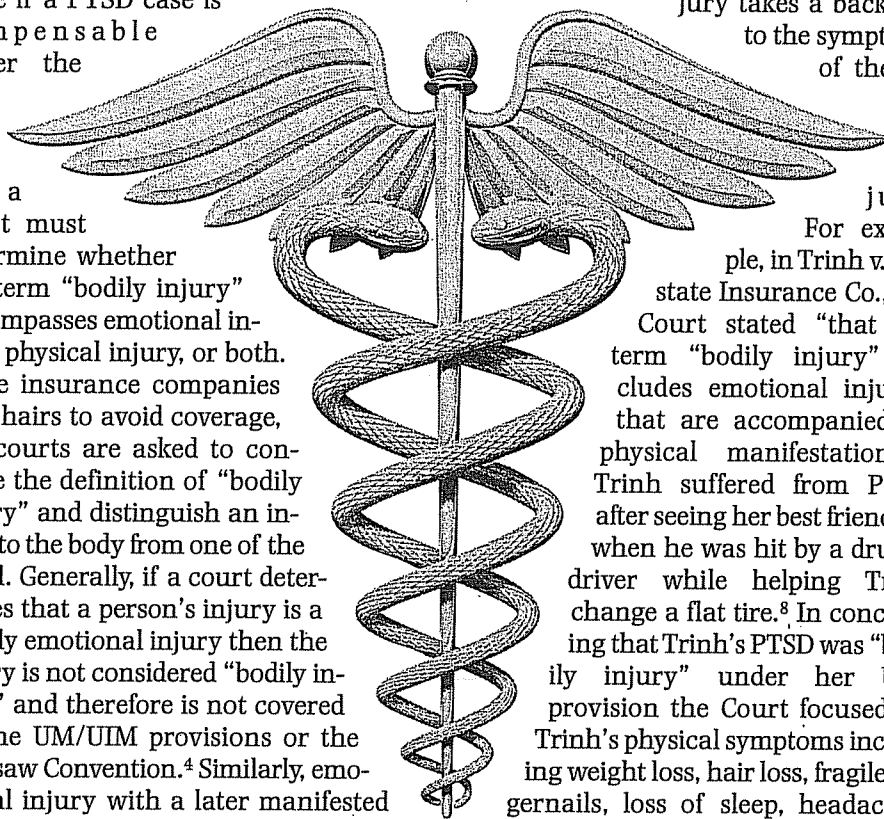 e if a PTSD case is
npensable
er the
a
t must
rmine whether
term “bodily injury”
mpasses emotional in-
physical injury, or both.
e insurance companies
hairs to avoid coverage,
courts are asked to con-
e the definition of “bodily
ry” and distinguish an in-
to the body from one of the
l. Generally, if a court deter-
es that a person’s injury is a
ly emotional injury then the
ry is not considered “bodily in-
” and therefore is not covered
he UM/UIM provisions or the
saw Convention.⁴ Similarly, emo-
al injury with a later manifested
jury takes a back
to the sympt
of the
ju
For ex
ple, in Trinh v.
state Insurance Co.,
Court stated “that
term “bodily injury”
cludes emotional inju
that are accompanied
physical manifestation
Trinh suffered from P
after seeing her best friend
when he was hit by a dru
driver while helping Tr
change a flat tire.⁸ In conc
ing that Trinh’s PTSD was “b
ily injury” under her U
provision the Court focused
Trinh’s physical symptoms inc
ing weight loss, hair loss, fragile
gernails, loss of sleep, headac